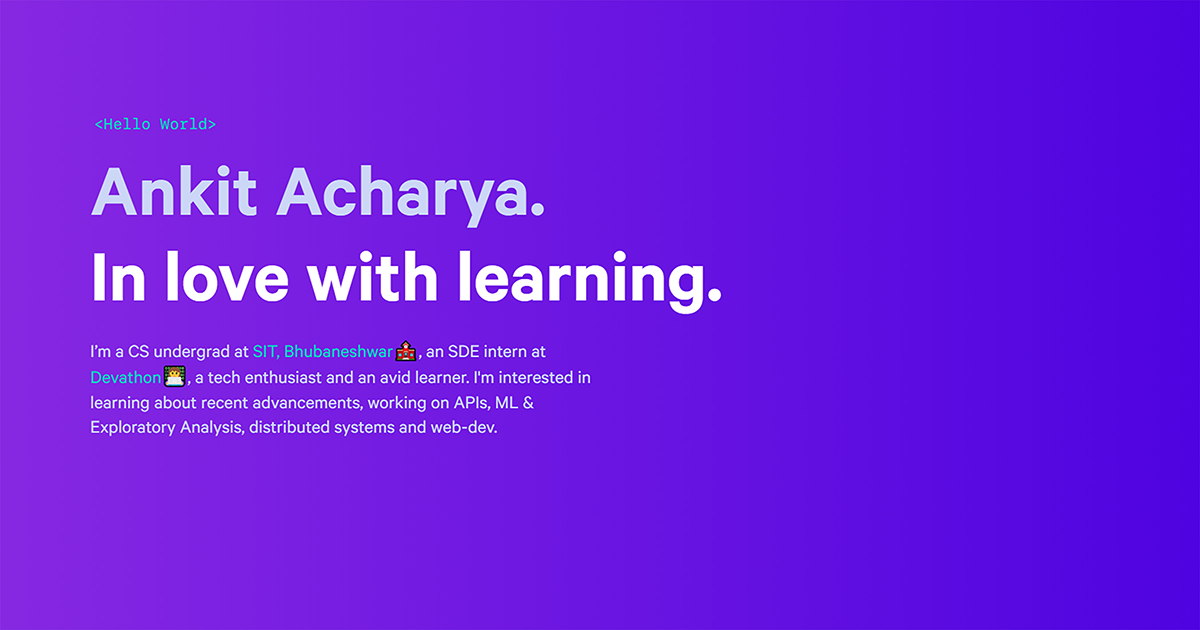 <Hello World>
Ankit Acharya.
In love with learning.
I’m a CS undergrad at SIT, Bhubaneshwar🏫, an SDE intern at
Devathon👨‍💻, a tech enthusiast and an avid learner. I'm interested in
learning about recent advancements, working on APIs, ML &
Exploratory Analysis, distributed systems and web-dev.